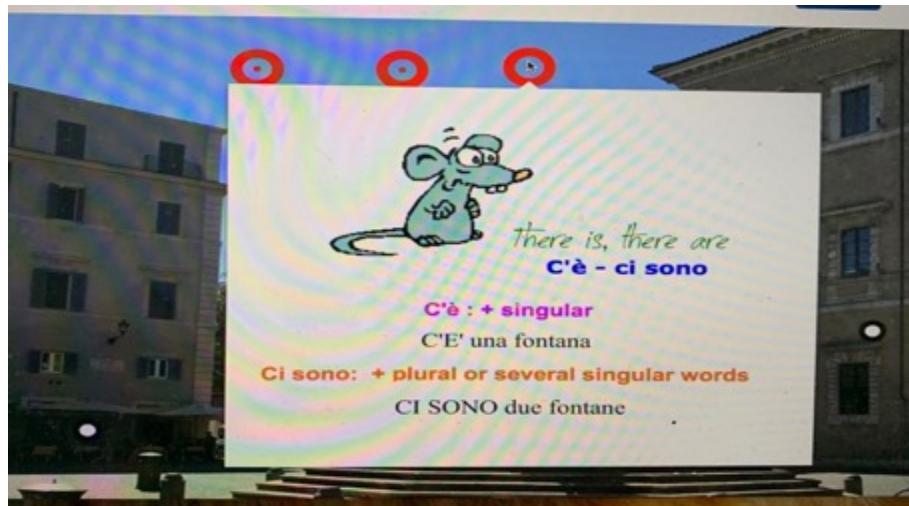 there is, there are
C'è - ci sono
C'è : + singular
C'E' una fontana
Ci sono: + plural or several singular words
CI SONO due fontane